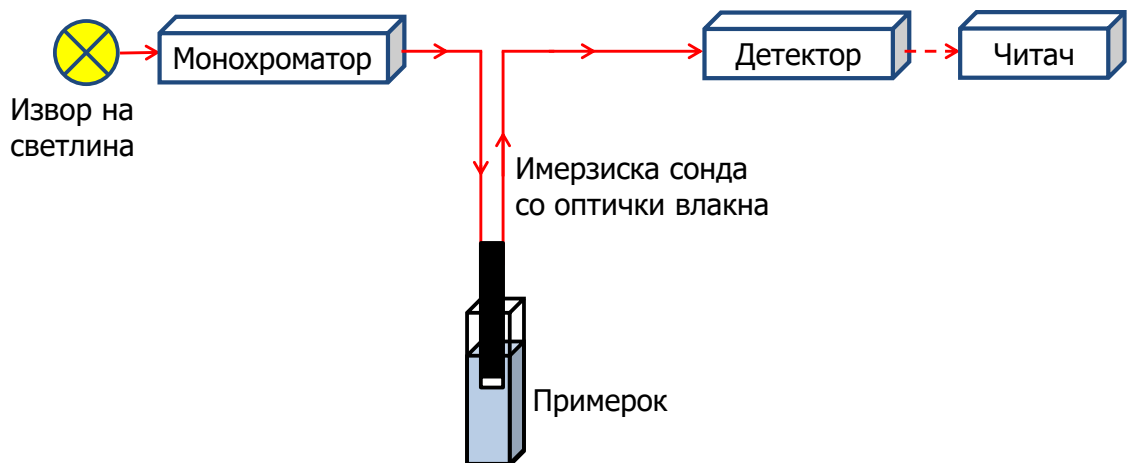 Монохроматор
Детектор
Читач
Извор на
светлина
Имерзиска сонда
со оптички влакна
Примерок